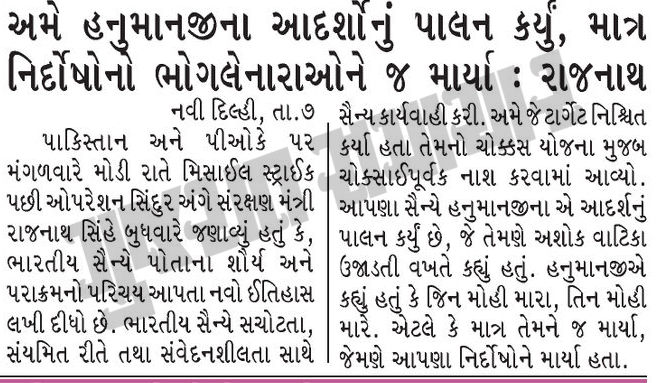 અમે હનુમાનજીના આદર્શોનું પાલન કર્યું, માત્ર
નિર્દોષોનો ભોગલેનારાઓને જ માર્યા : રાજનાથ
નવી દિલ્હી, તા.૭
પાકિસ્તાન અને પીઓકે પર
મંગળવારે મોડી રાતે મિસાઈલ સ્ટ્રાઈક
પછી ઓપરેશન સિંદુર અંગે સંરક્ષણ મંત્રી
રાજનાથ સિંહે બુધવારે જણાવ્યું હતું કે,
ભારતીય સૈન્યે પોતાના શૌર્ય અને
પરાક્રમનો પરિચય આપતા નવો ઈતિહાસ
લખી દીધો છે. ભારતીય સૈન્યે સચોટતા,
સંયમિત રીતે તથા સંવેદનશીલતા સાથે
સૈન્ય કાર્યવાહી કરી. અમે જે ટાર્ગેટ નિશ્ચિત
કર્યા હતા તેમનો ચોક્કસ યોજના મુજબ
ચોક્સાઈપૂર્વક નાશ કરવામાં આવ્યો.
આપણા સૈન્યે હનુમાનજીના એ આદર્શનું
પાલન કર્યું છે, જે તેમણે અશોક વાટિકા
ઉજાડતી વખતે કહ્યું હતું. હનુમાનજીએ
કહ્યું હતું કે જિન મોહી મારા, તિન મોહી
મારે. એટલે કે માત્ર તેમને જ માર્યા,
જેમણે આપણા નિર્દોષોને માર્યા હતા.